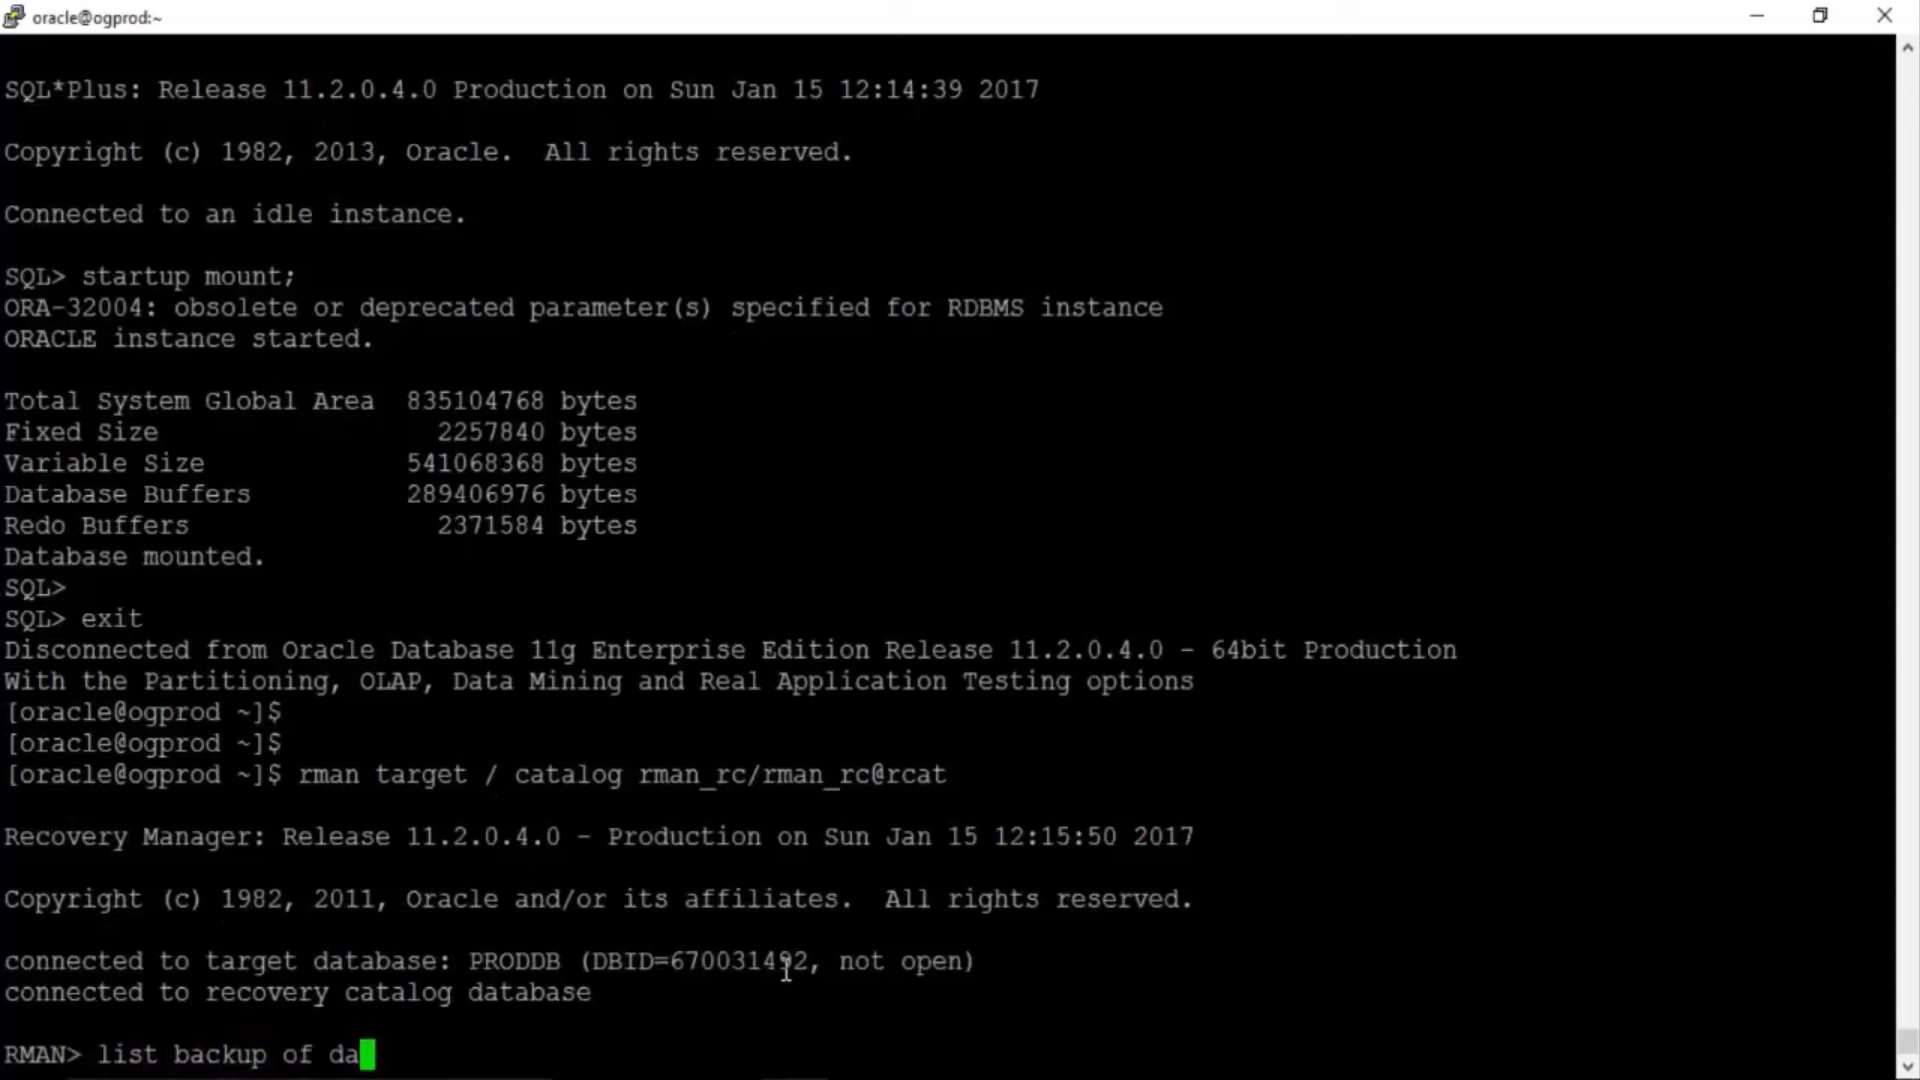 oracle@ogprod:~
SQL*Plus: Release 11.2.0.4.0 Production on Sun Jan 15 12:14:39 2017
Copyright (c) 1982, 2013, Oracle.  All rights reserved.
Connected to an idle instance.
SQL> startup mount;
ORA-32004: obsolete or deprecated parameter(s) specified for RDBMS instance
ORACLE instance started.
Total System Global Area  835104768 bytes
Fixed Size                  2257840 bytes
Variable Size             541068368 bytes
Database Buffers          289406976 bytes
Redo Buffers                2371584 bytes
Database mounted.
SQL>
SQL> exit
Disconnected from Oracle Database 11g Enterprise Edition Release 11.2.0.4.0 - 64bit Production
With the Partitioning, OLAP, Data Mining and Real Application Testing options
[oracle@ogprod ~]$
[oracle@ogprod ~]$
[oracle@ogprod ~]$ rman target / catalog rman_rc/rman_rc@rcat
Recovery Manager: Release 11.2.0.4.0 - Production on Sun Jan 15 12:15:50 2017
Copyright (c) 1982, 2011, Oracle and/or its affiliates.  All rights reserved.
connected to target database: PRODDB (DBID=670031492, not open)
connected to recovery catalog database
RMAN> list backup of da